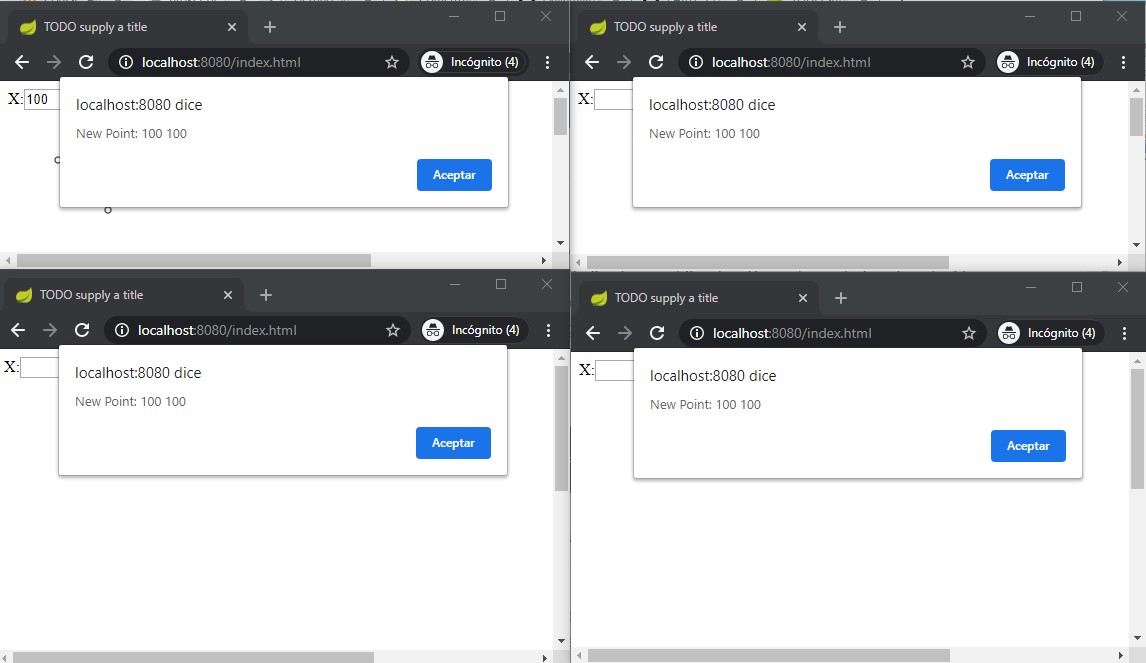 TODO supply a title
localhost:8080/index.html
Incógnito (4)
X: 100
localhost:8080 dice
New Point: 100 100
Aceptar
TODO supply a title
localhost:8080/index.html
Incógnito (4)
X:
localhost:8080 dice
New Point: 100 100
Aceptar
TODO supply a title
localhost:8080/index.html
Incógnito (4)
X:
localhost:8080 dice
New Point: 100 100
Aceptar
TODO supply a title
localhost:8080/index.html
Incógnito (4)
X:
localhost:8080 dice
New Point: 100 100
Aceptar